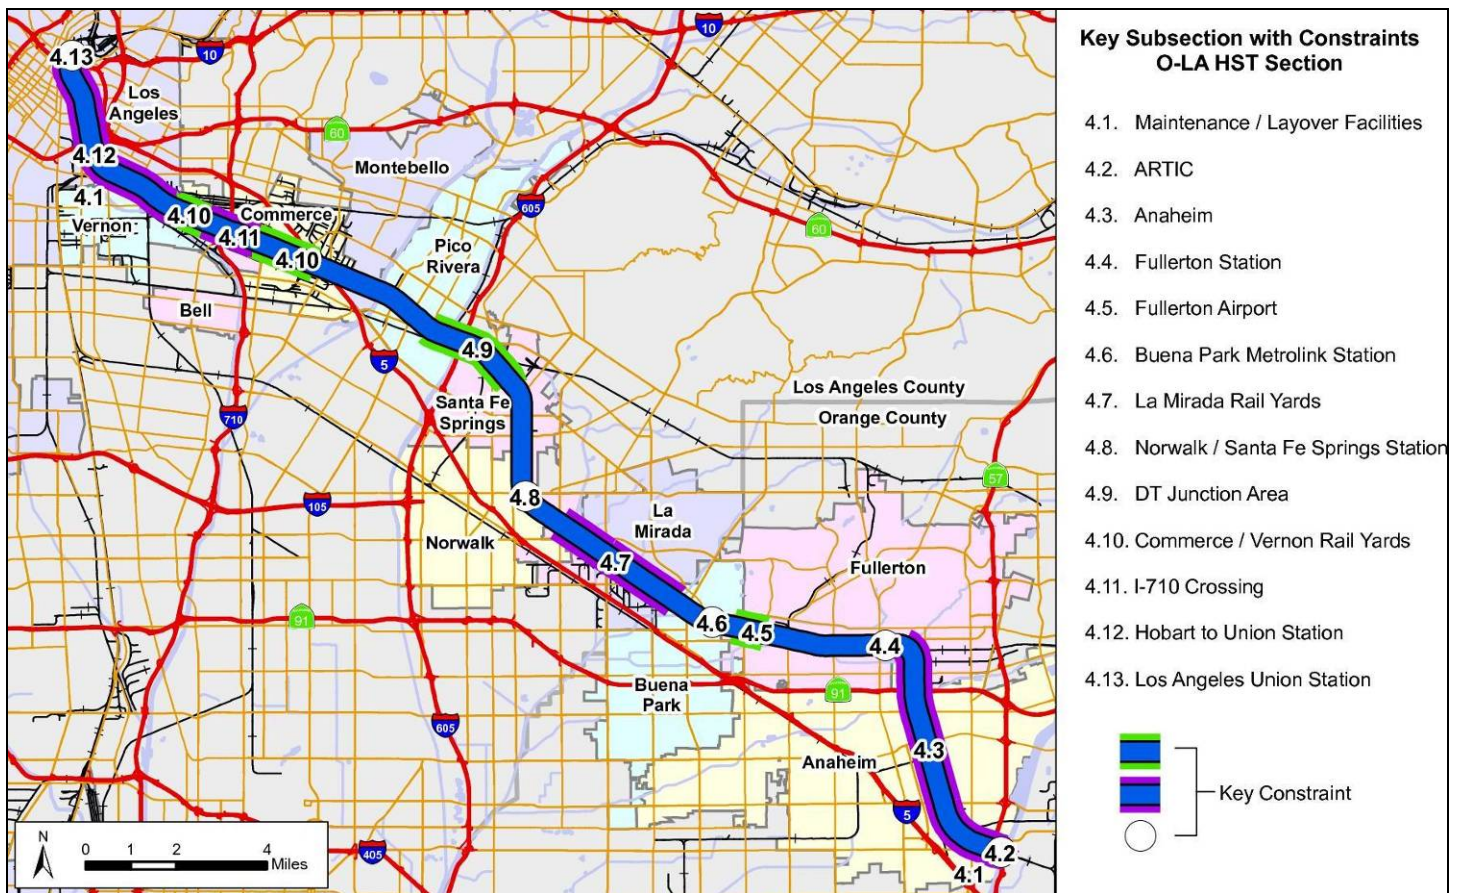 10
10
4.13
Los
Angeles
60
Montebello
4.12
4.1
Vernon
4.10
Commerce
4.11
4.10
605
60
Pico
Rivera
Bell
4.9
5
Los Angeles County
Orange County
Santa Fe
Springs
710
57
4.8
105
La
Mirada
Norwalk
4.7
Fullerton
91
4.6
4.5
4.4
Buena
Park
91
605
4.3
Anaheim
5
4.2
4.1
405
N
0 1 2 4
Miles
Key Subsection with Constraints
O-LA HST Section
4.1. Maintenance / Layover Facilities
4.2. ARTIC
4.3. Anaheim
4.4. Fullerton Station
4.5. Fullerton Airport
4.6. Buena Park Metrolink Station
4.7. La Mirada Rail Yards
4.8. Norwalk / Santa Fe Springs Station
4.9. DT Junction Area
4.10. Commerce / Vernon Rail Yards
4.11. I-710 Crossing
4.12. Hobart to Union Station
4.13. Los Angeles Union Station
Key Constraint